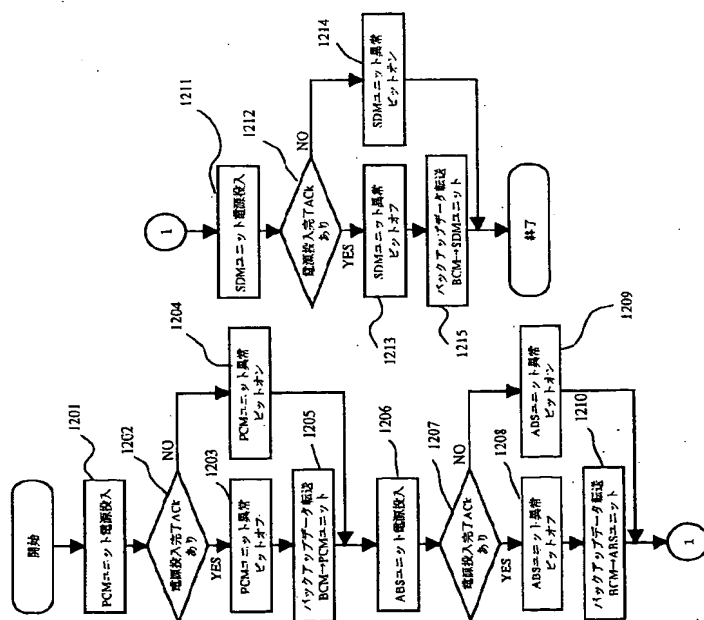 開始
1201
PCMユニット電源投入
1202
電源投入完了ACk
あり
NO
YES
1203
PCMユニット異常
ビットオフ
1204
PCMユニット異常
ビットオン
1205
バックアップデータ転送
BCM→PCMユニット
1206
ABSユニット電源投入
1207
電源投入完了ACk
あり
NO
YES
1208
ABSユニット異常
ビットオフ
1209
ABSユニット異常
ビットオン
1210
バックアップデータ転送
BCM→ABSユニット
1
1
1211
SDMユニット電源投入
1212
電源投入完了ACk
あり
NO
YES
1213
SDMユニット異常
ビットオフ
1214
SDMユニット異常
ビットオン
1215
バックアップデータ転送
BCM→SDMユニット
終了